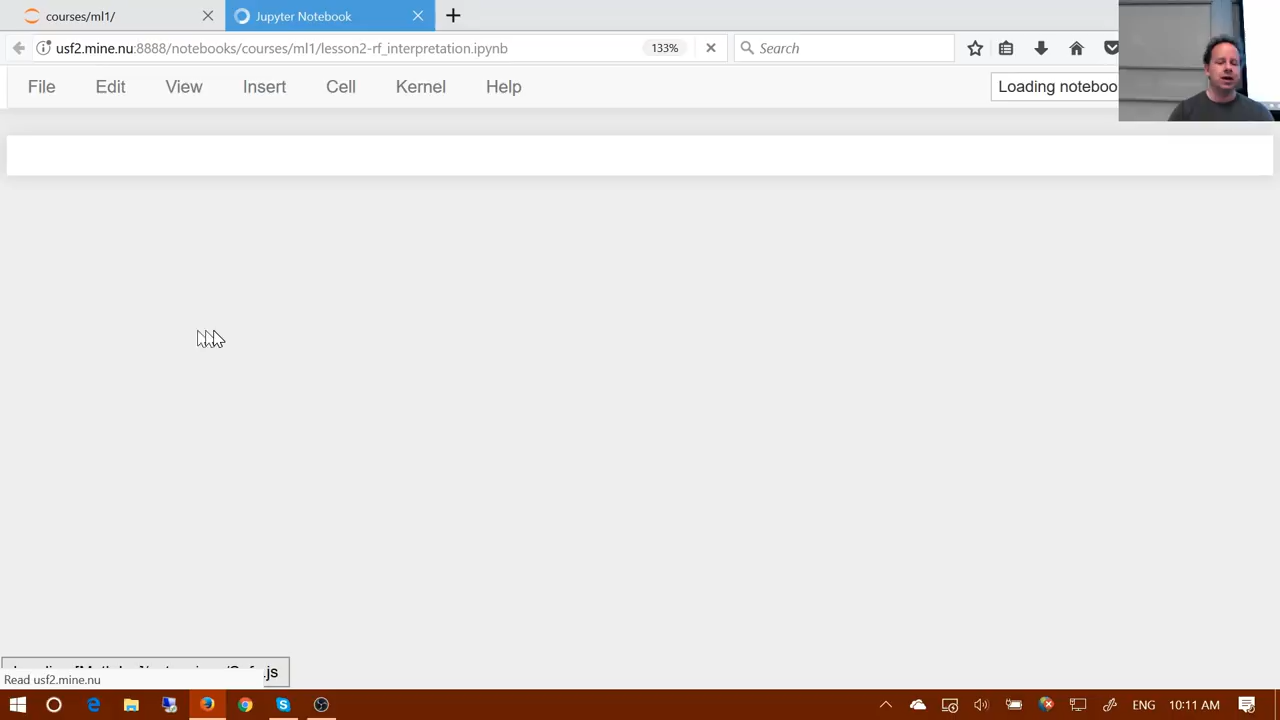 courses/ml1/
Jupyter Notebook
usf2.mine.nu:8888/notebooks/courses/ml1/lesson2-rf_interpretation.ipynb
133%
Search
File Edit View Insert Cell Kernel Help
Loading noteboo
.js
Read usf2.mine.nu
ENG
10:11 AM